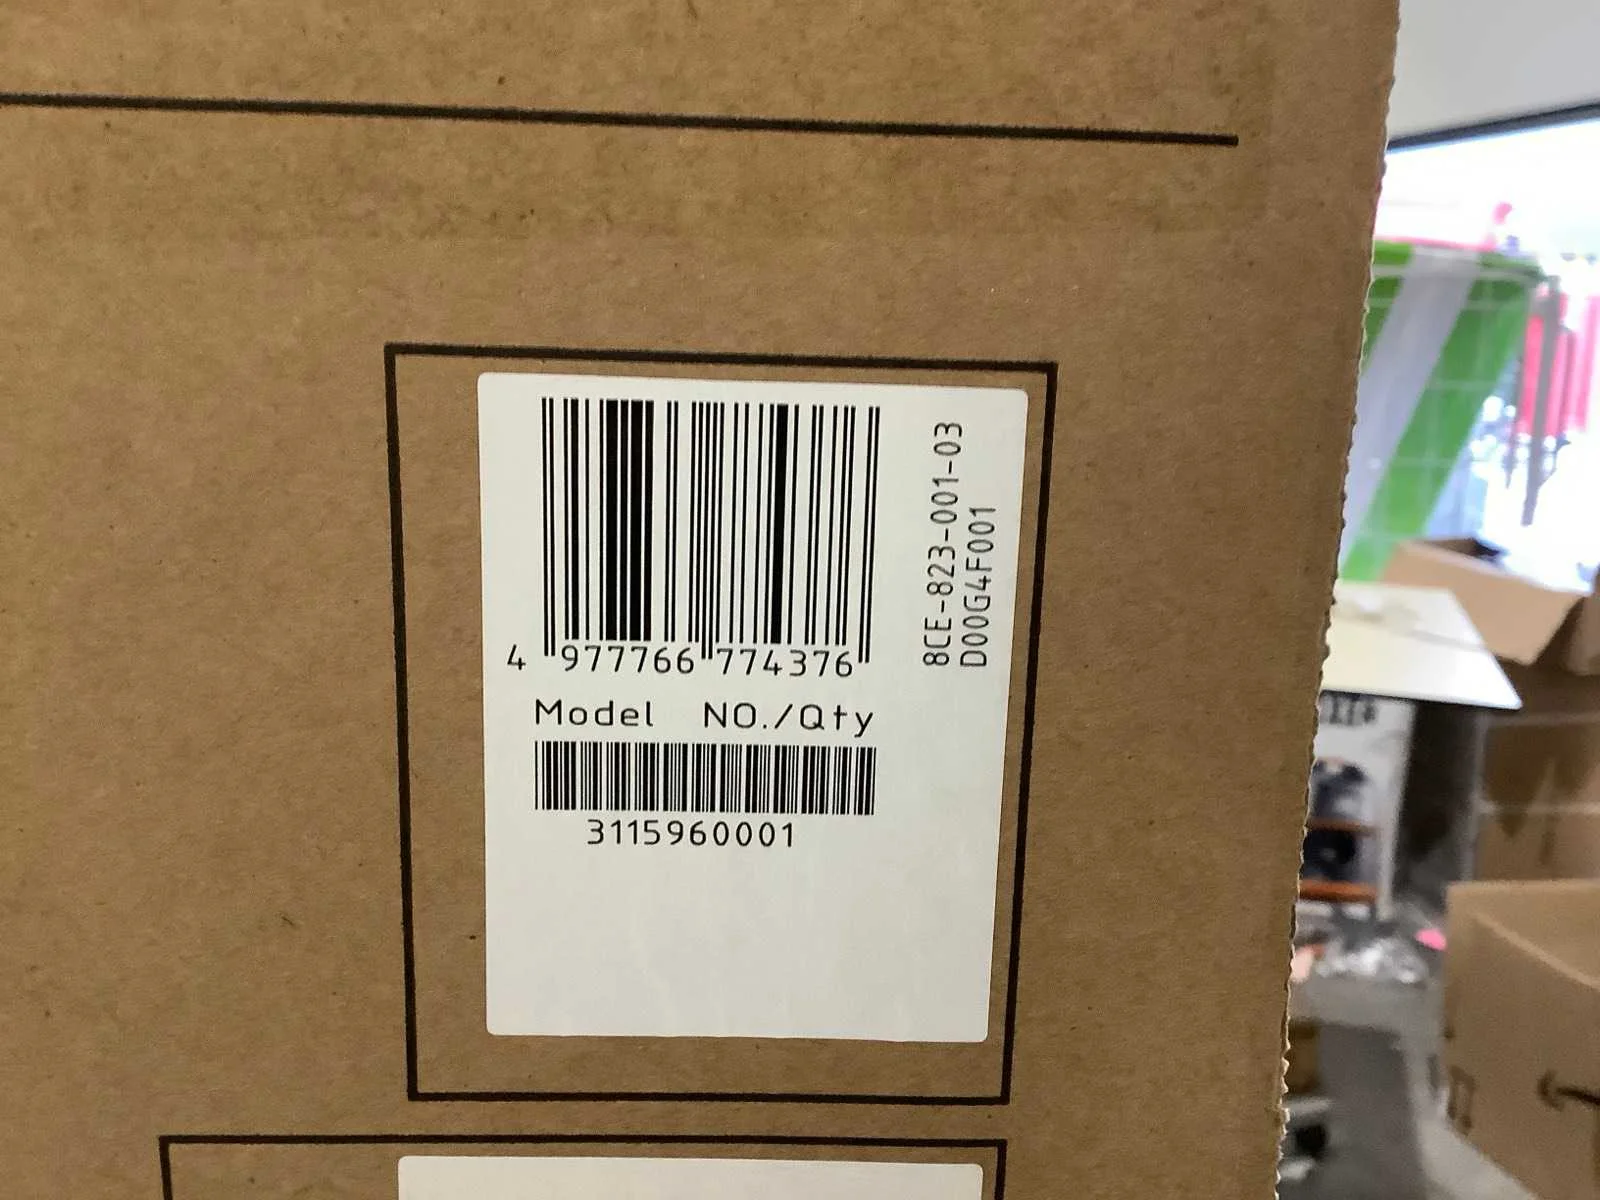 4 977766 774376
Model NO./Qty
3115960001
8CE-823-001-03
D00G4F001